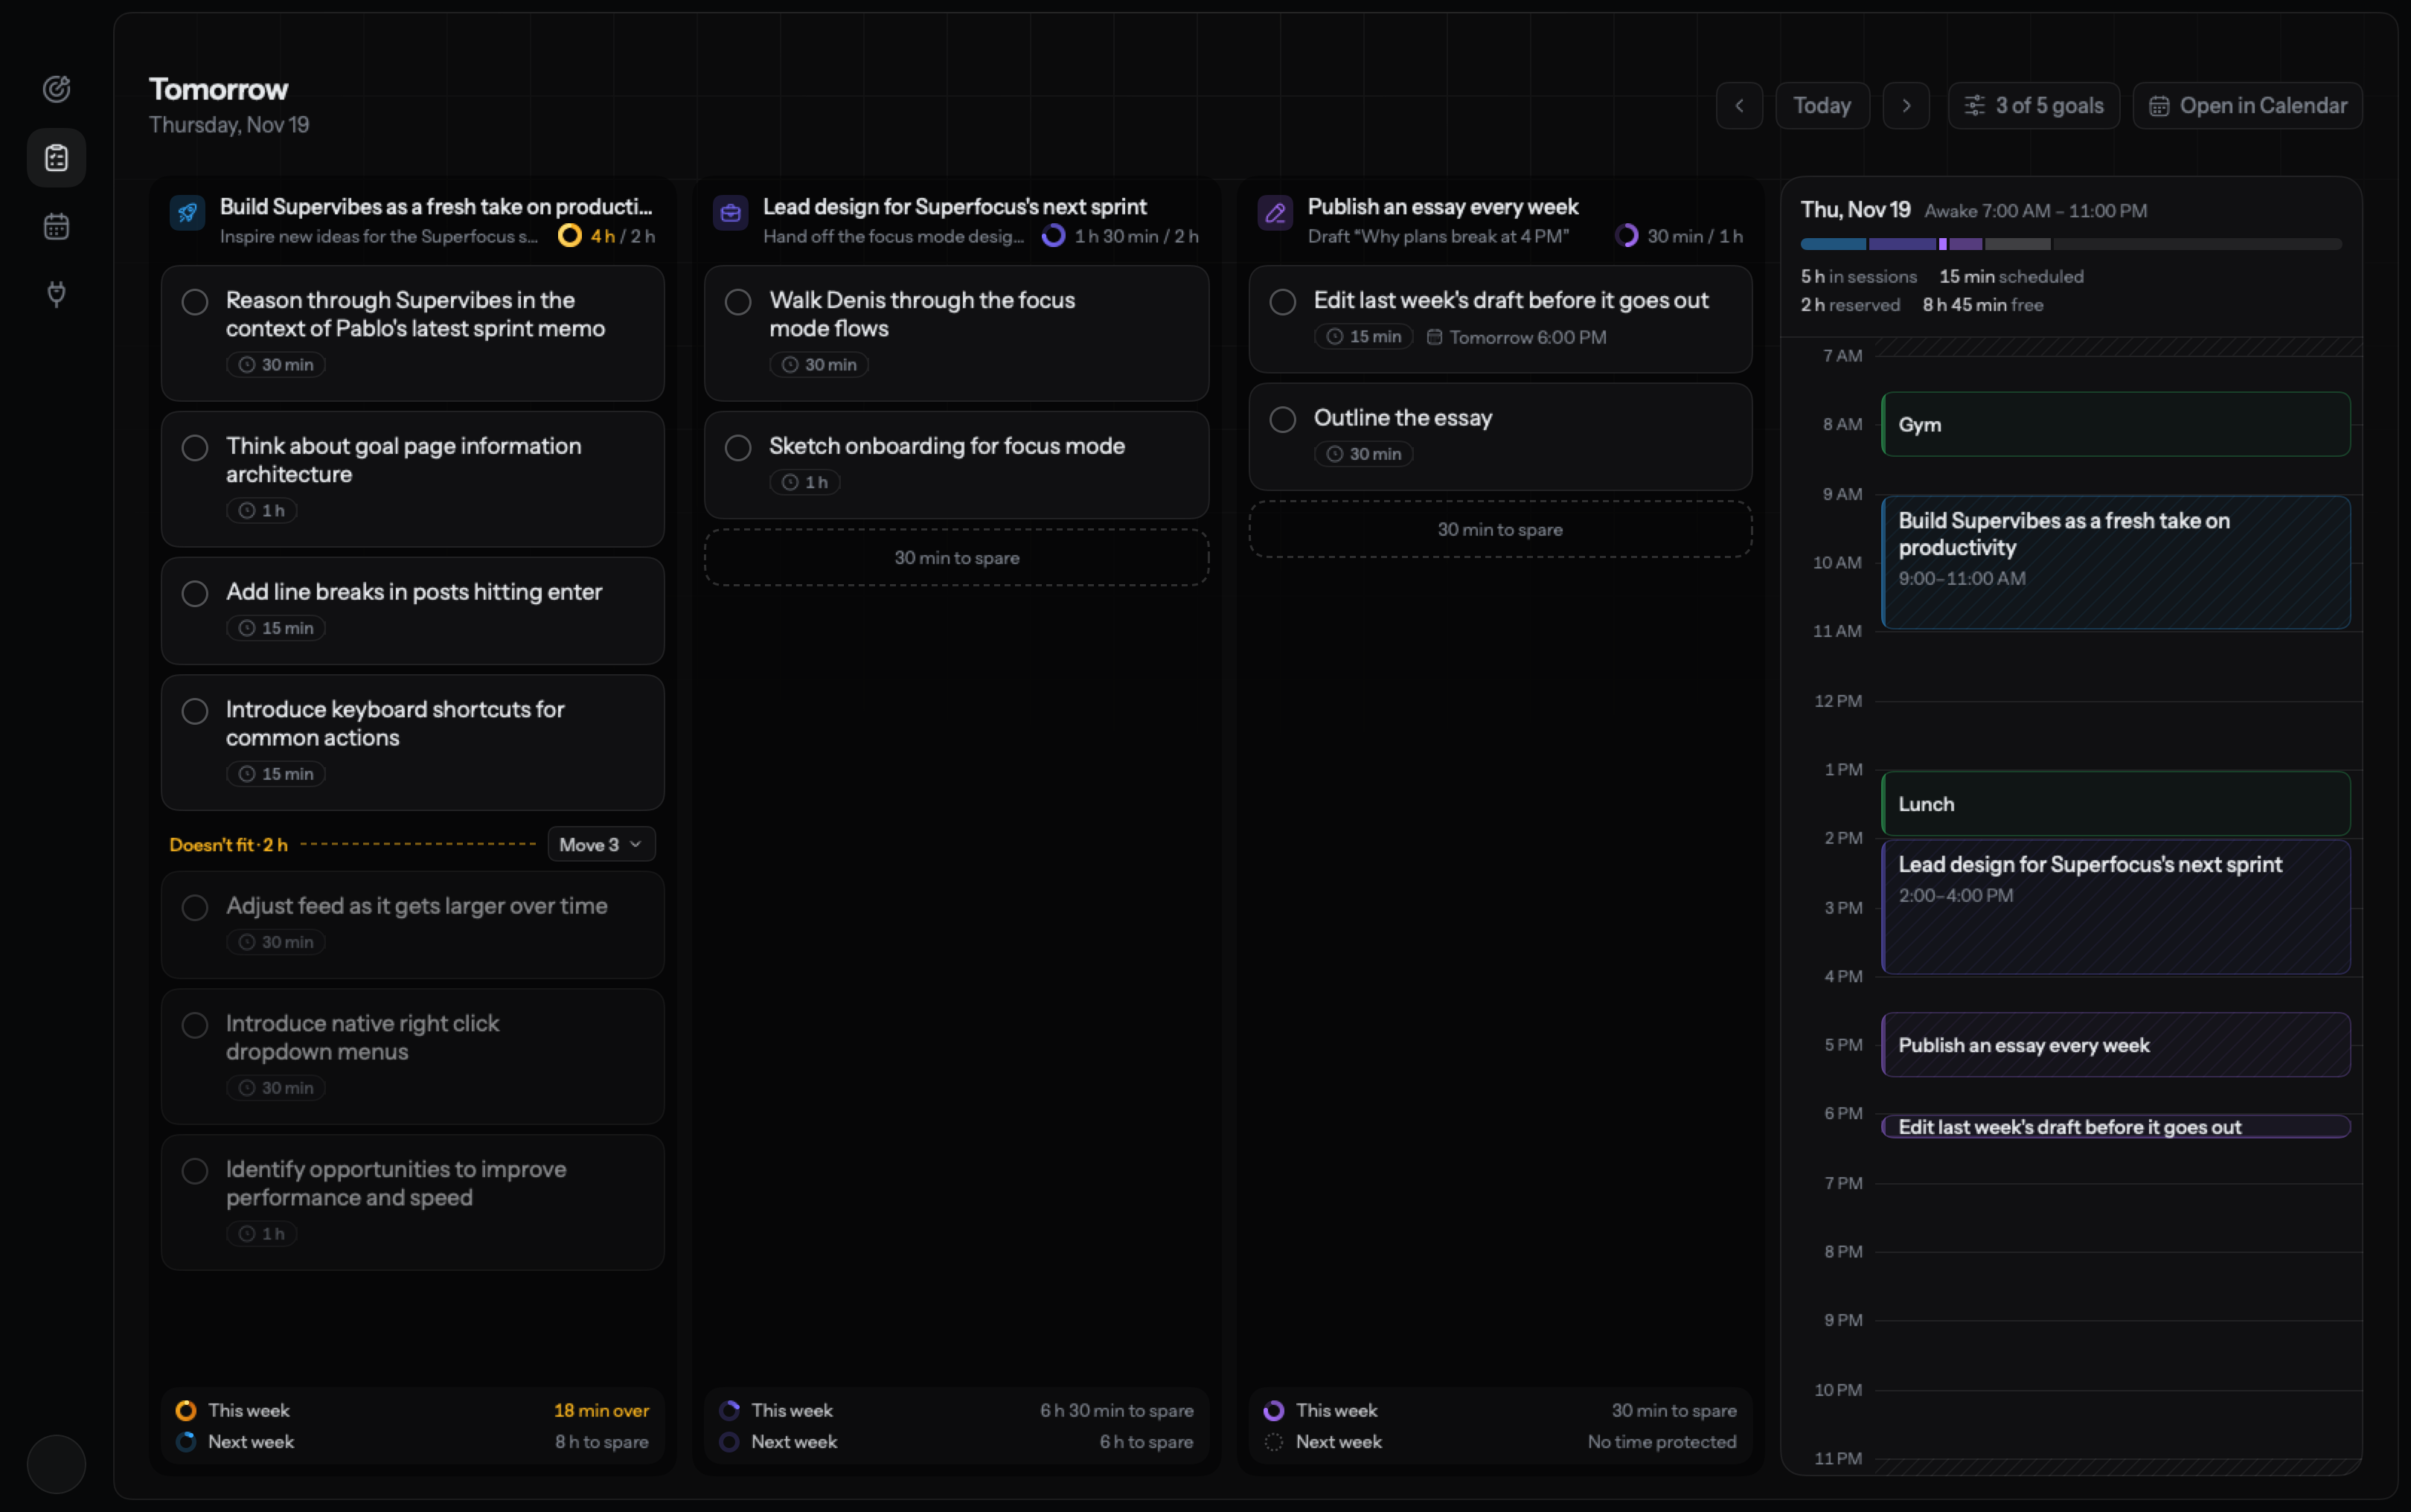 Tomorrow
Thursday, Nov 19
Today
3 of 5 goals
Open in Calendar
Build Supervibes as a fresh take on producti...
Inspire new ideas for the Superfocus s...
4 h / 2 h
Reason through Supervibes in the
context of Pablo's latest sprint memo
30 min
Think about goal page information
architecture
1 h
Add line breaks in posts hitting enter
15 min
Introduce keyboard shortcuts for
common actions
15 min
Doesn't fit · 2 h
Move 3
Adjust feed as it gets larger over time
30 min
Introduce native right click
dropdown menus
30 min
Identify opportunities to improve
performance and speed
1 h
This week
18 min over
Next week
8 h to spare
Lead design for Superfocus's next sprint
Hand off the focus mode desig...
1 h 30 min / 2 h
Walk Denis through the focus
mode flows
30 min
Sketch onboarding for focus mode
1 h
30 min to spare
This week
6 h 30 min to spare
Next week
6 h to spare
Publish an essay every week
Draft “Why plans break at 4 PM”
30 min / 1 h
Edit last week's draft before it goes out
15 min
Tomorrow 6:00 PM
Outline the essay
30 min
30 min to spare
This week
30 min to spare
Next week
No time protected
Thu, Nov 19 Awake 7:00 AM – 11:00 PM
5 h in sessions 15 min scheduled
2 h reserved 8 h 45 min free
7 AM
8 AM
Gym
9 AM
Build Supervibes as a fresh take on
productivity
10 AM
9:00–11:00 AM
11 AM
12 PM
1 PM
Lunch
2 PM
Lead design for Superfocus's next sprint
2:00–4:00 PM
3 PM
4 PM
5 PM
Publish an essay every week
6 PM
Edit last week's draft before it goes out
7 PM
8 PM
9 PM
10 PM
11 PM